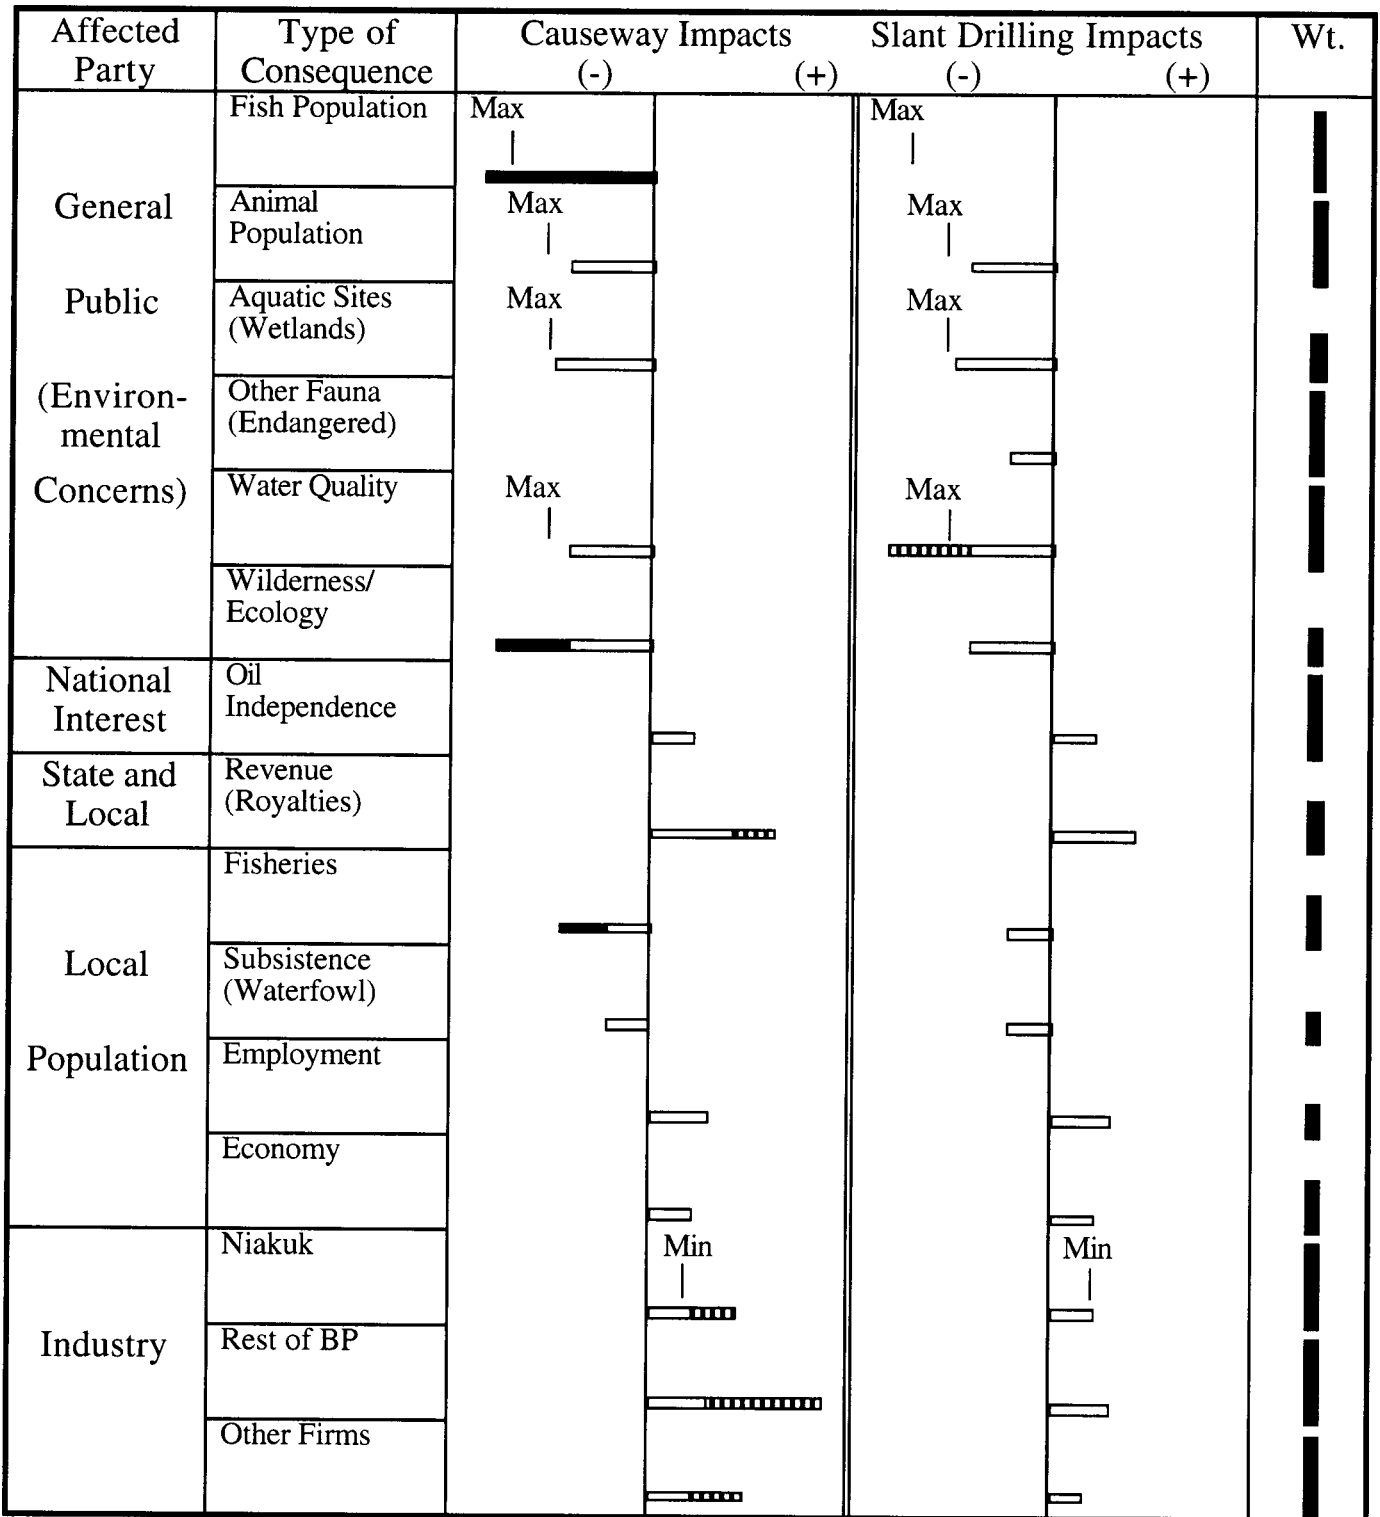 Affected Party
Type of Consequence
Causeway Impacts
(-) (+)
Slant Drilling Impacts
(-) (+)
Wt.
General
Public
(Environ-
mental
Concerns)
Fish Population
Max
Max
Animal
Population
Max
Max
Aquatic Sites
(Wetlands)
Max
Max
Other Fauna
(Endangered)
Water Quality
Max
Max
Wilderness/
Ecology
National
Interest
Oil
Independence
State and
Local
Revenue
(Royalties)
Local
Population
Fisheries
Subsistence
(Waterfowl)
Employment
Economy
Industry
Niakuk
Min
Min
Rest of BP
Other Firms